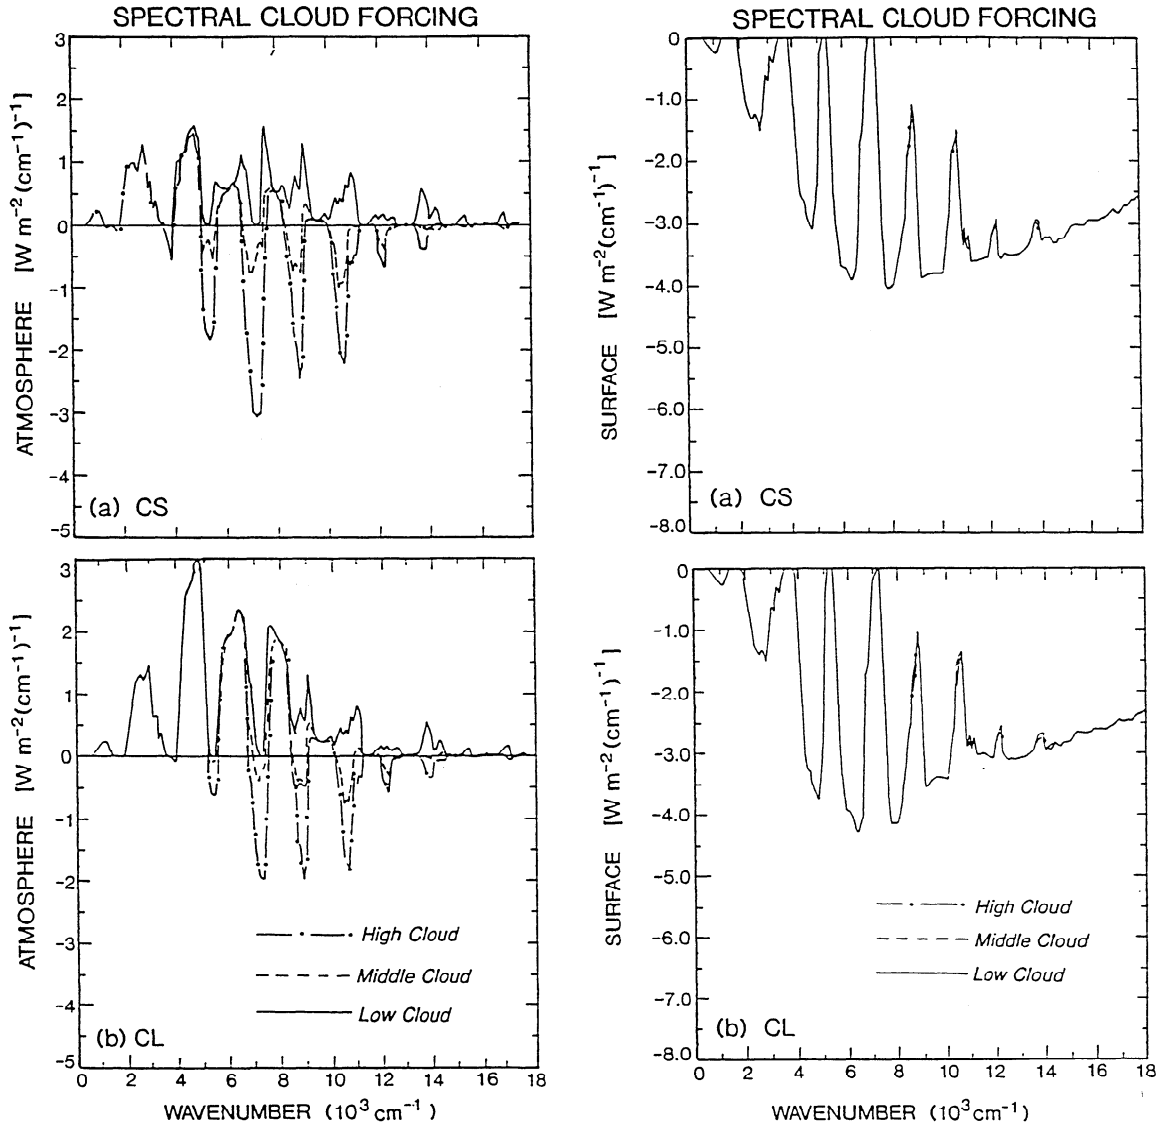 SPECTRAL CLOUD FORCING
3
2
1
0
-1
-2
-3
-4
-5
ATMOSPHERE [W m-2(cm-1)-1]
(a) CS
SPECTRAL CLOUD FORCING
0
-1.0
-2.0
-3.0
-4.0
-5.0
-6.0
-7.0
-8.0
SURFACE [W m-2(cm-1)-1]
(a) CS
3
2
1
0
-1
-2
-3
-4
-5
ATMOSPHERE [W m-2(cm-1)-1]
High Cloud
Middle Cloud
Low Cloud
(b) CL
0 2 4 6 8 10 12 14 16 18
WAVENUMBER (10³cm-1)
0
-1.0
-2.0
-3.0
-4.0
-5.0
-6.0
-7.0
-8.0
SURFACE [W m-2(cm-1)-1]
High Cloud
Middle Cloud
Low Cloud
(b) CL
0 2 4 6 8 10 12 14 16 18
WAVENUMBER (10³cm-1)